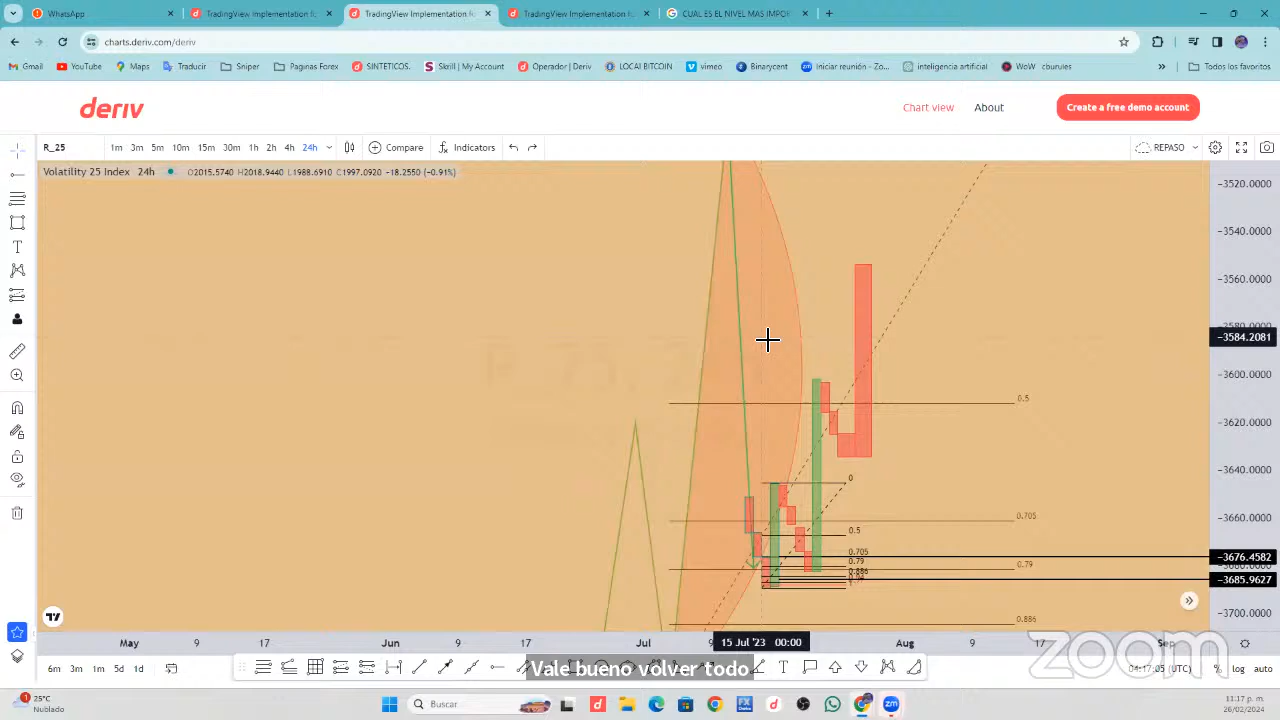 WhatsApp
TradingView Implementation fo
TradingView Implementation fo
TradingView Implementation fo
CUAL ES EL NIVEL MAS IMPOR
charts.deriv.com/deriv
Gmail
YouTube
Maps
Traducir
Sniper
Paginas Forex
SINTETICOS.
Skrill | My Account
Operador | Deriv
LOCAl BITCOIN
vimeo
Binarycent
Iniciar reunión - Zo...
inteligencia artificial
WoW cburules
Todos los favoritos
deriv
Chart view
About
Create a free demo account
R_25
1m 3m 5m 10m 15m 30m 1h 2h 4h 24h
Compare
Indicators
REPASO
Volatility 25 Index 24h O2015.5740 H2018.9440 L1988.6910 C1997.0920 -18.2550 (-0.91%)
-3520.0000
-3540.0000
-3560.0000
-3584.2081
-3600.0000
-3620.0000
-3640.0000
-3660.0000
-3676.4582
-3685.9627
-3700.0000
0.5
0
0.705
0.5
0.705
0.79
0.79
0.886
0.94
1
0.886
May 9 17 Jun 9 17 Jul 15 Jul '23 00:00 Aug 9 17 Sep
6m 3m 1m 5d 1d
Vale bueno volver todo
04:17:05 (UTC)
% log auto
zoom
25°C
Nublado
Buscar
11:17 p. m.
26/02/2024